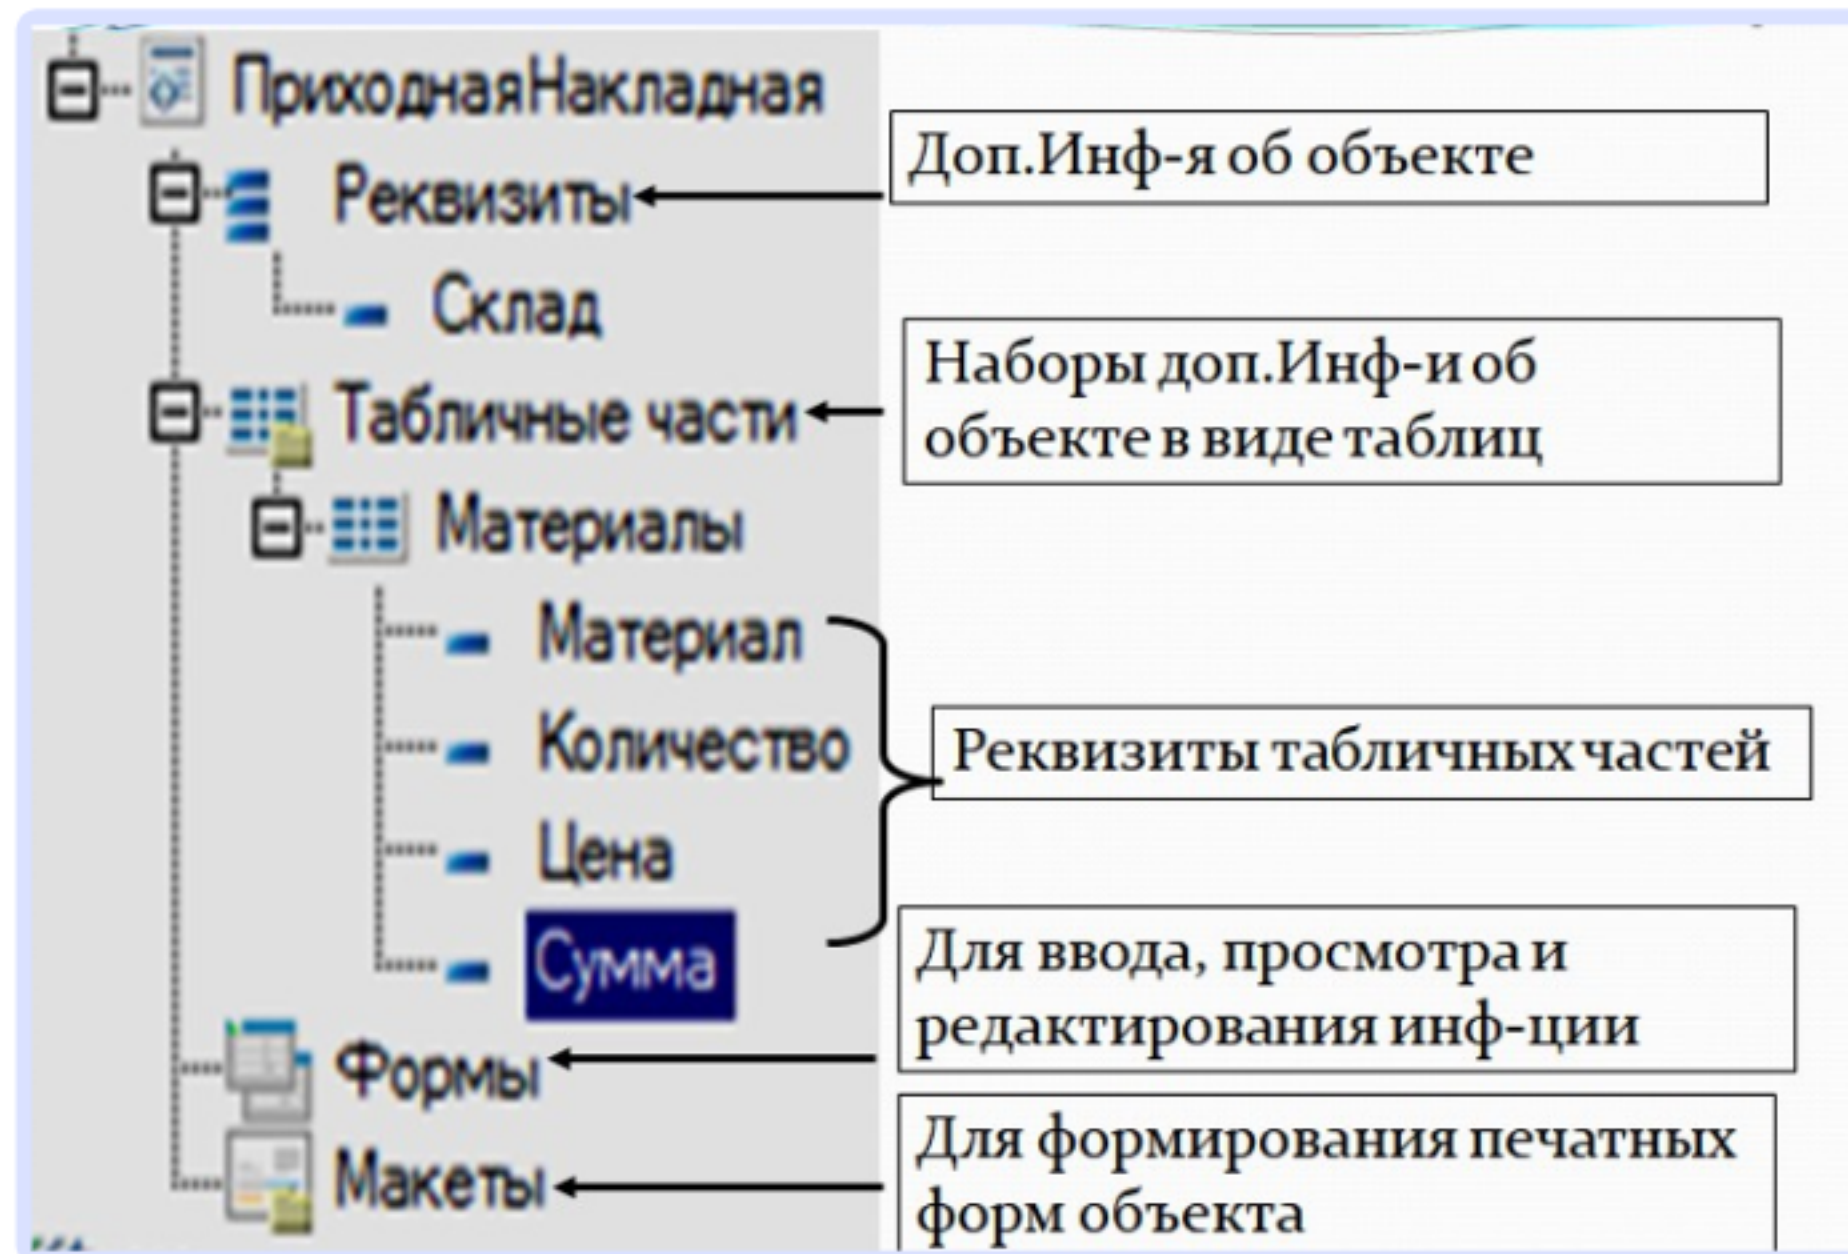 ПриходнаяНакладная
Доп.Инф-я об объекте
Реквизиты
Склад
Наборы доп.Инф-и об
объекте в виде таблиц
Табличные части
Материалы
Материал
Количество
Реквизиты табличных частей
Цена
Сумма
Для ввода, просмотра и
редактирования инф-ции
Формы
Для формирования печатных
форм объекта
Макеты